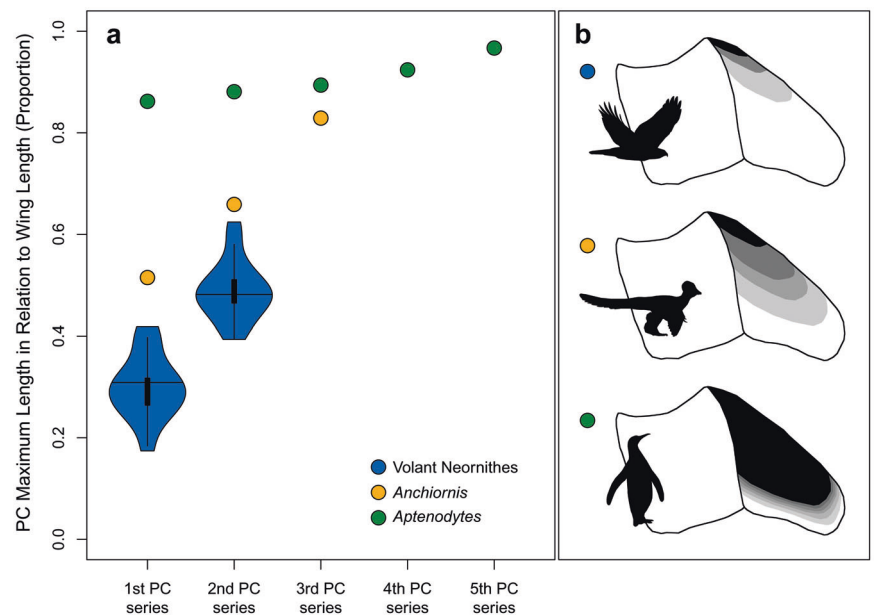 a
b
PC Maximum Length in Relation to Wing Length (Proportion)
1.0
0.8
0.6
0.4
0.2
0.0
Volant Neornithes
Anchiornis
Aptenodytes
1st PC
series
2nd PC
series
3rd PC
series
4th PC
series
5th PC
series